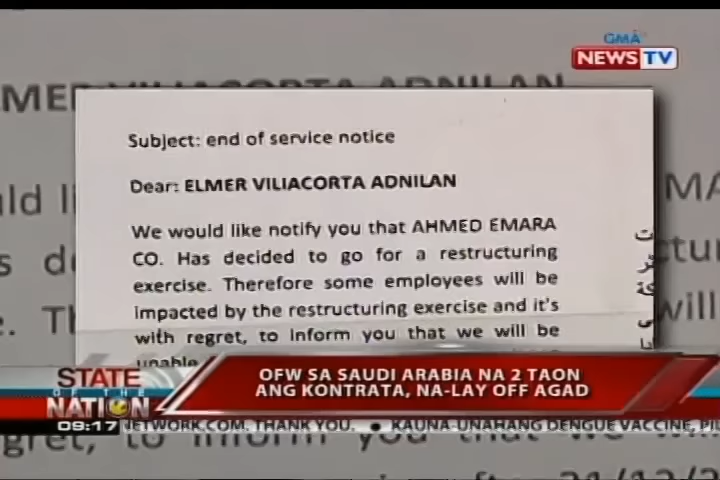 GMA
NEWS TV
Subject: end of service notice
Dear: ELMER VILIACORTA ADNILAN
We would like notify you that AHMED EMARA
CO. Has decided to go for a restructuring
exercise. Therefore some employees will be
impacted by the restructuring exercise and it's
with regret, to inform you that we will be
unable
OFW SA SAUDI ARABIA NA 2 TAON
ANG KONTRATA, NA-LAY OFF AGAD
STATE
OF THE
NATION
09:17
NETWORK.COM. THANK YOU. ● KAUNA-UNAHANG DENGUE VACCINE,